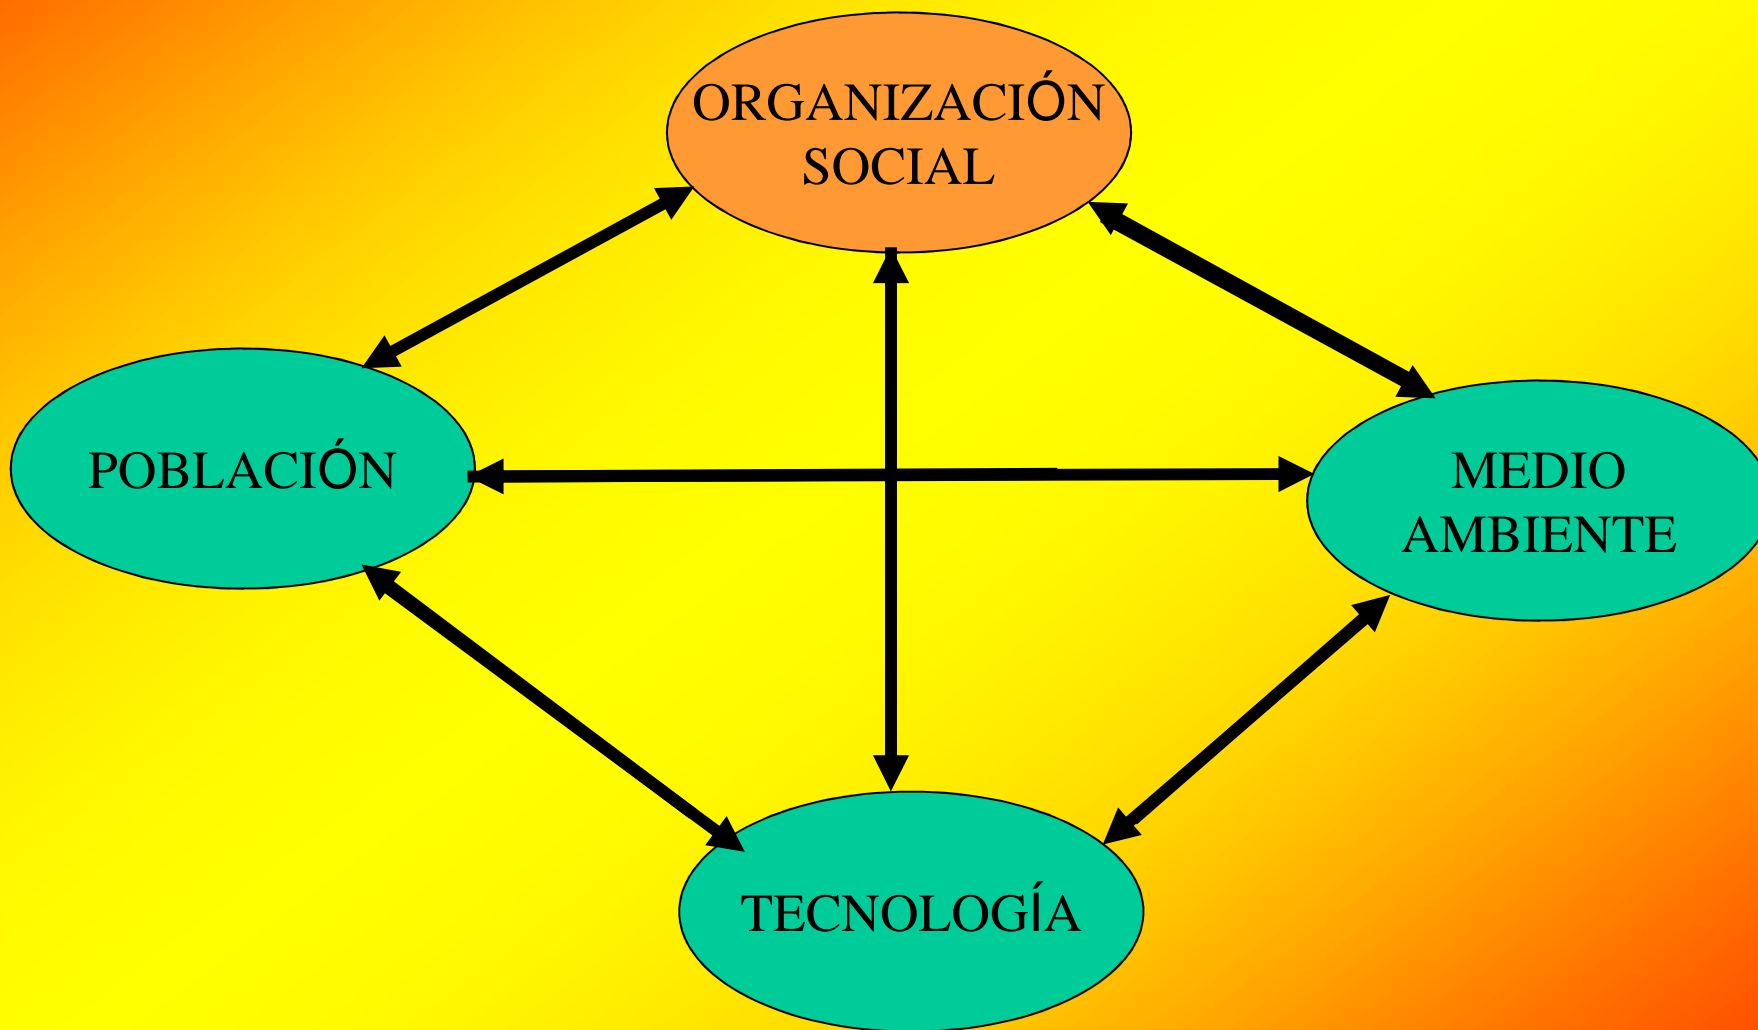 ORGANIZACIÓN
SOCIAL
POBLACIÓN
MEDIO
AMBIENTE
TECNOLOGÍA